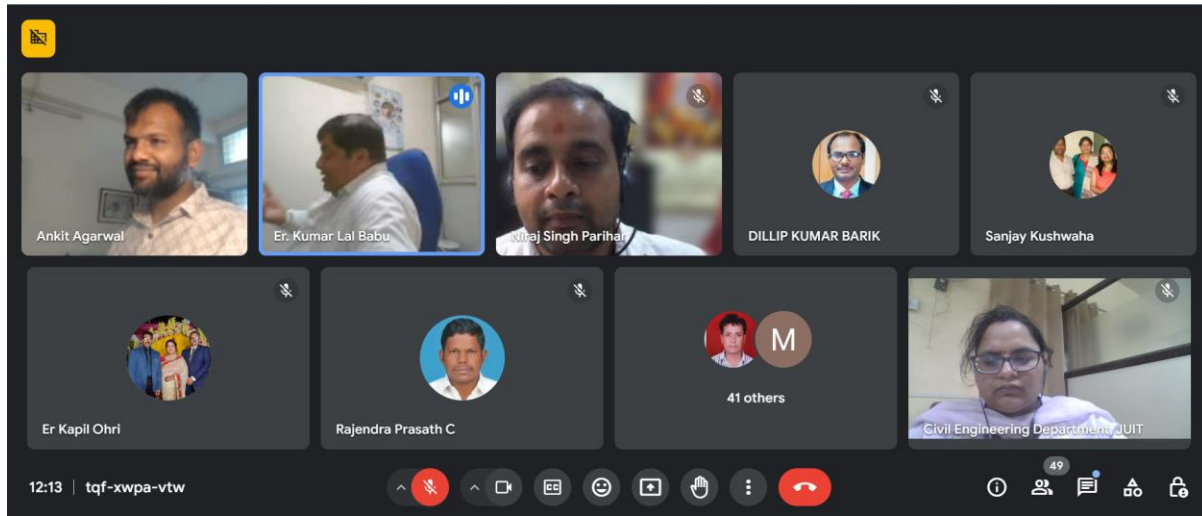 Ankit Agarwal
Er. Kumar Lal Babu
Niraj Singh Parihar
DILLIP KUMAR BARIK
Sanjay Kushwaha
Er Kapil Ohri
Rajendra Prasath C
M
41 others
Civil Engineering Department, JUIT
12:13 | tqf-xwpa-vtw
CC
49